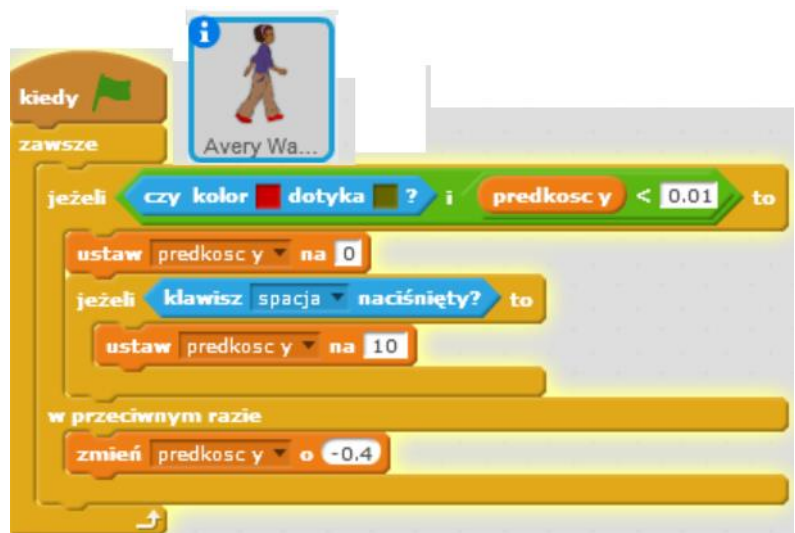 i
Avery Wa...
kiedy
zawsze
jeżeli czy kolor dotyka ? i predkosc y < 0.01 to
ustaw predkosc y na 0
jeżeli klawisz spacja naciśnięty? to
ustaw predkosc y na 10
w przeciwnym razie
zmień predkosc y o -0.4